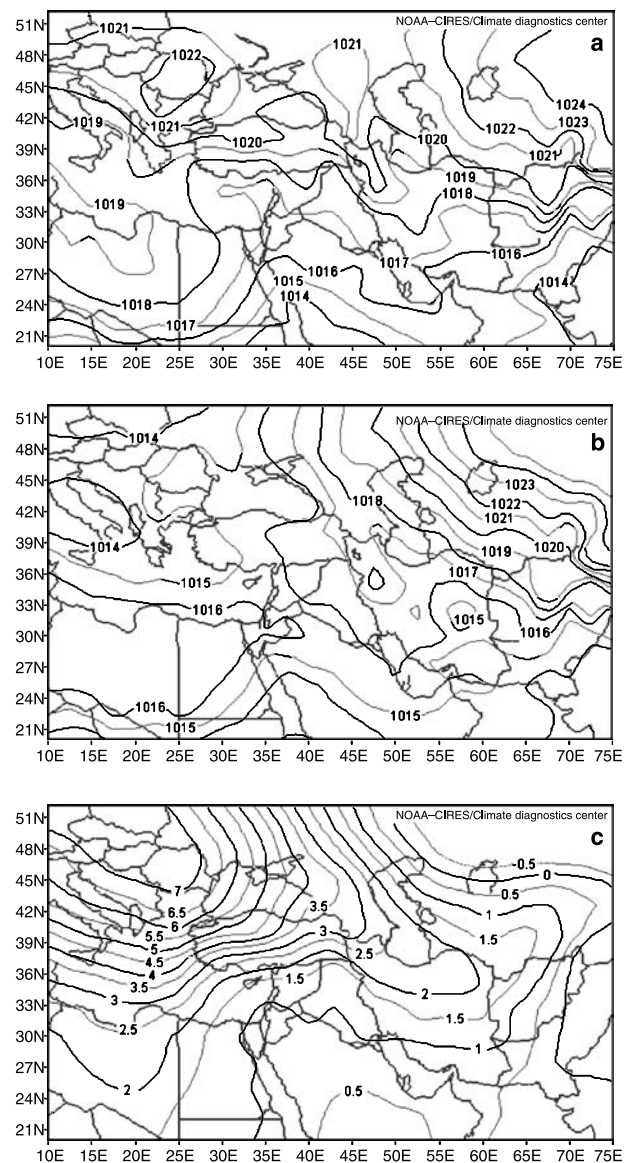 NOAA–CIRES/Climate diagnostics center
a
51N
48N
45N
42N
39N
36N
33N
30N
27N
24N
21N
1021
1022
1021
1024
1023
1022
1019
1021
1020
1020
1021
1019
1018
1019
1017
1016
1016
1015
1014
1014
1018
1017
10E 15E 20E 25E 30E 35E 40E 45E 50E 55E 60E 65E 70E 75E
NOAA–CIRES/Climate diagnostics center
b
51N
48N
45N
42N
39N
36N
33N
30N
27N
24N
21N
1014
1018
1023
1022
1021
1020
1019
1014
1017
1015
1016
1015
1016
1016
1015
1015
10E 15E 20E 25E 30E 35E 40E 45E 50E 55E 60E 65E 70E 75E
NOAA–CIRES/Climate diagnostics center
c
51N
48N
45N
42N
39N
36N
33N
30N
27N
24N
21N
-0.5
0
0.5
7
6.5
6
5.5
5
4.5
4
3.5
3
2.5
2
3.5
3
2.5
1
1.5
1.5
2
1.5
1
0.5
10E 15E 20E 25E 30E 35E 40E 45E 50E 55E 60E 65E 70E 75E